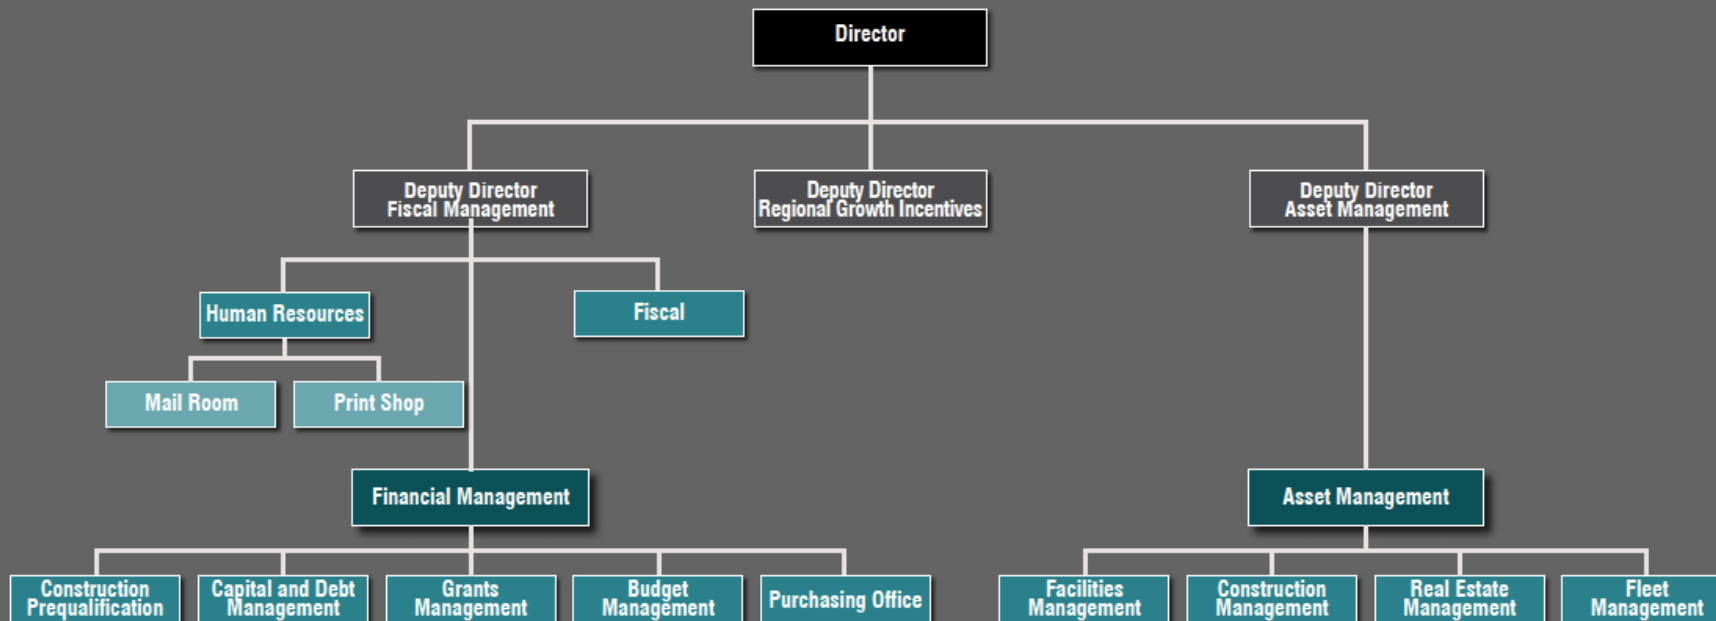 Director
Deputy Director
Fiscal Management
Deputy Director
Regional Growth Incentives
Deputy Director
Asset Management
Human Resources
Fiscal
Mail Room
Print Shop
Financial Management
Asset Management
Construction
Prequalification
Capital and Debt
Management
Grants
Management
Budget
Management
Purchasing Office
Facilities
Management
Construction
Management
Real Estate
Management
Fleet
Management